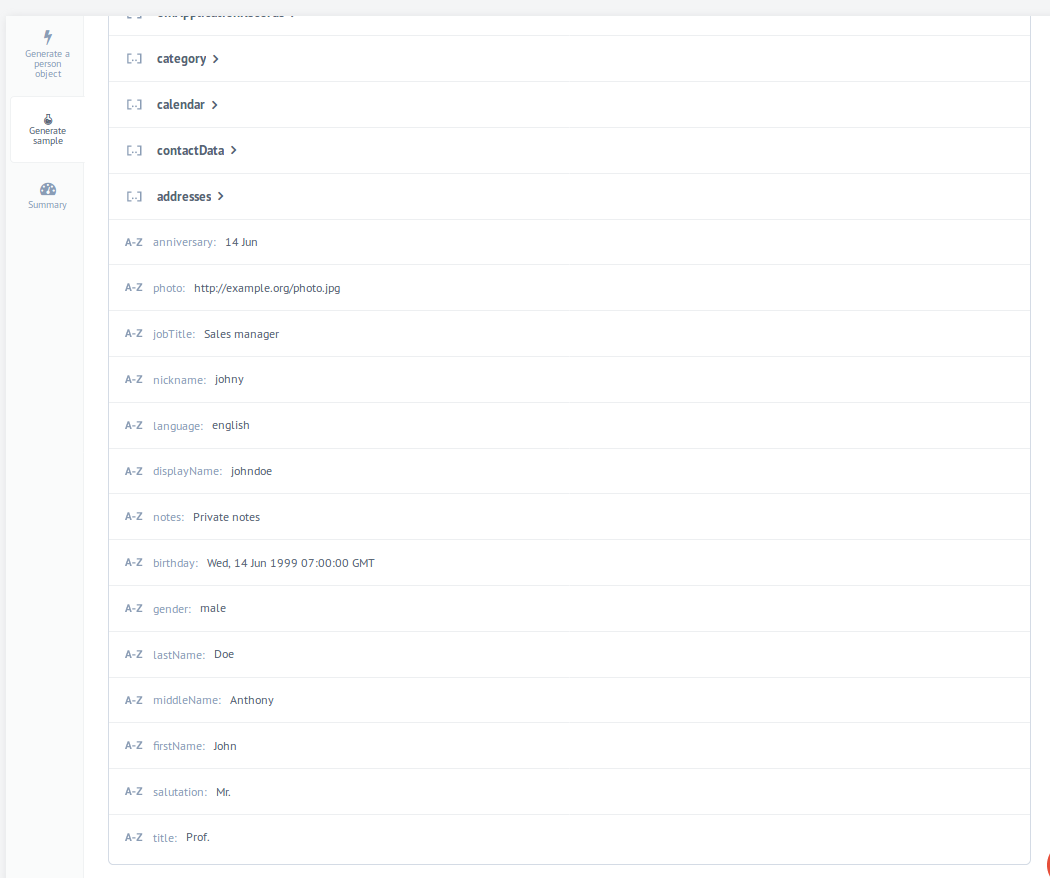 Generate a
person
object
Generate
sample
Summary
[..] category
[..] calendar
[..] contactData
[..] addresses
A-Z anniversary: 14 Jun
A-Z photo: http://example.org/photo.jpg
A-Z jobTitle: Sales manager
A-Z nickname: johny
A-Z language: english
A-Z displayName: johndoe
A-Z notes: Private notes
A-Z birthday: Wed, 14 Jun 1999 07:00:00 GMT
A-Z gender: male
A-Z lastName: Doe
A-Z middleName: Anthony
A-Z firstName: John
A-Z salutation: Mr.
A-Z title: Prof.